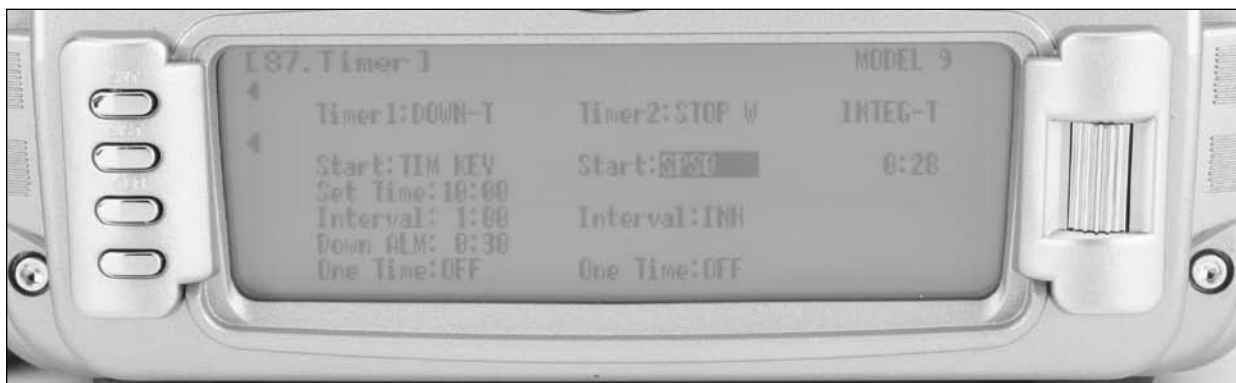 [87.Timer] MODEL 9
Timer1:DOWN-T Timer2:STOP W INTEG-T
Start:TIM KEY Start: 0:28
Set Time:10:00
Interval: 1:00 Interval:INH
Down ALM: 0:30
One Time:OFF One Time:OFF